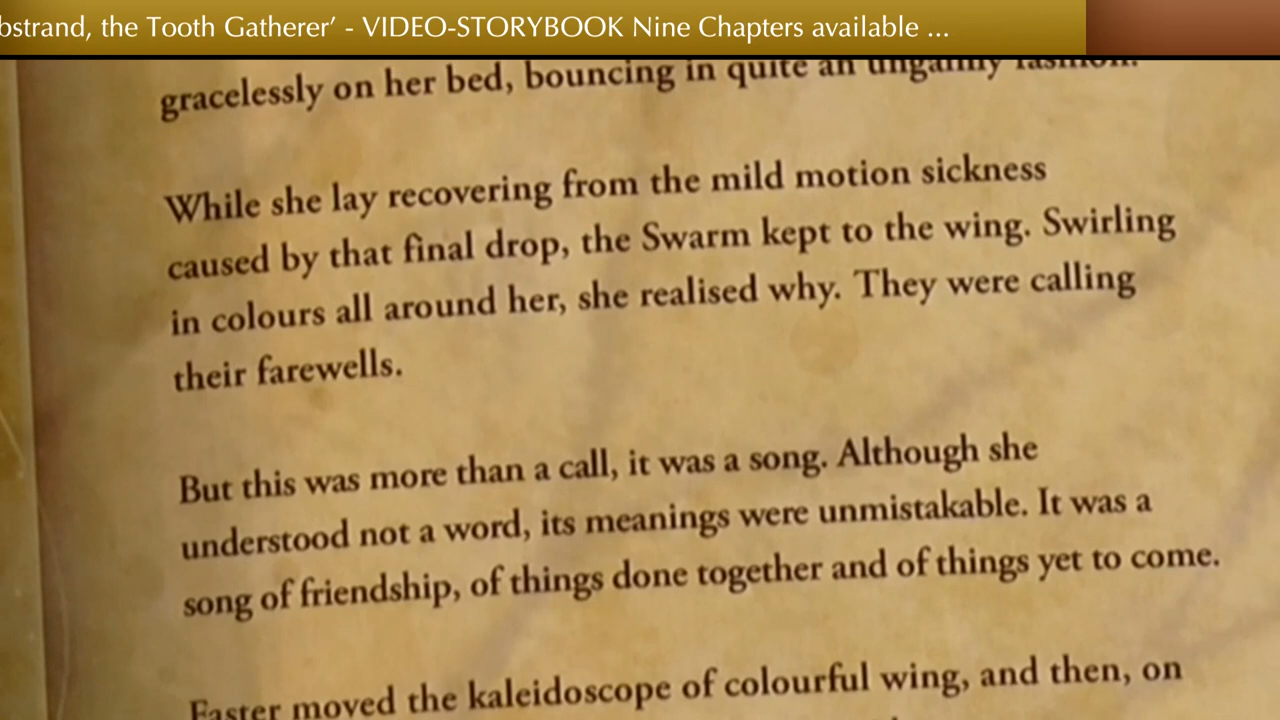 bstrand, the Tooth Gatherer' - VIDEO-STORYBOOK Nine Chapters available ...
gracelessly on her bed, bouncing in quite an ungainly fashion.
While she lay recovering from the mild motion sickness
caused by that final drop, the Swarm kept to the wing. Swirling
in colours all around her, she realised why. They were calling
their farewells.
But this was more than a call, it was a song. Although she
understood not a word, its meanings were unmistakable. It was a
song of friendship, of things done together and of things yet to come.
Faster moved the kaleidoscope of colourful wing, and then, on